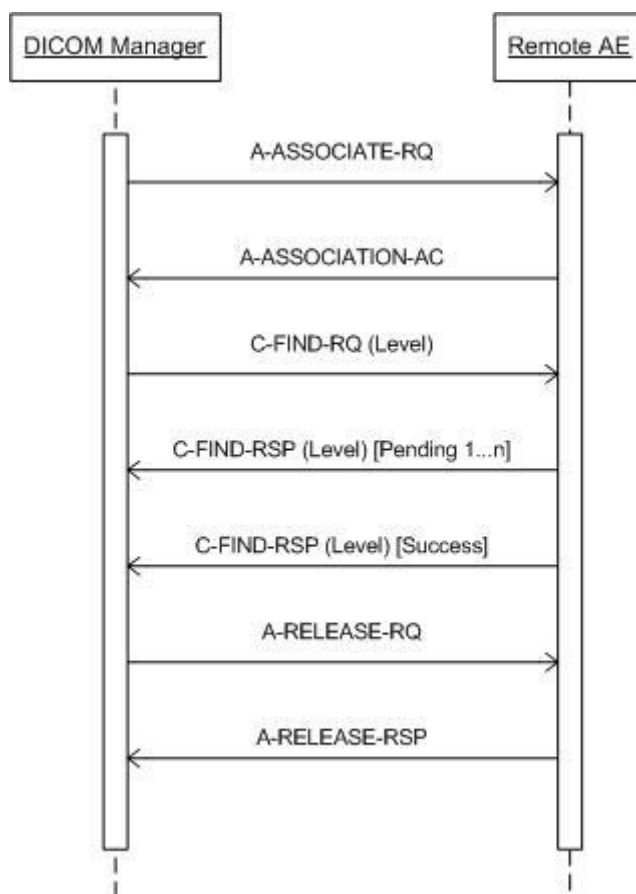 DICOM Manager
Remote AE
A-ASSOCIATE-RQ
A-ASSOCIATION-AC
C-FIND-RQ (Level)
C-FIND-RSP (Level) [Pending 1...n]
C-FIND-RSP (Level) [Success]
A-RELEASE-RQ
A-RELEASE-RSP